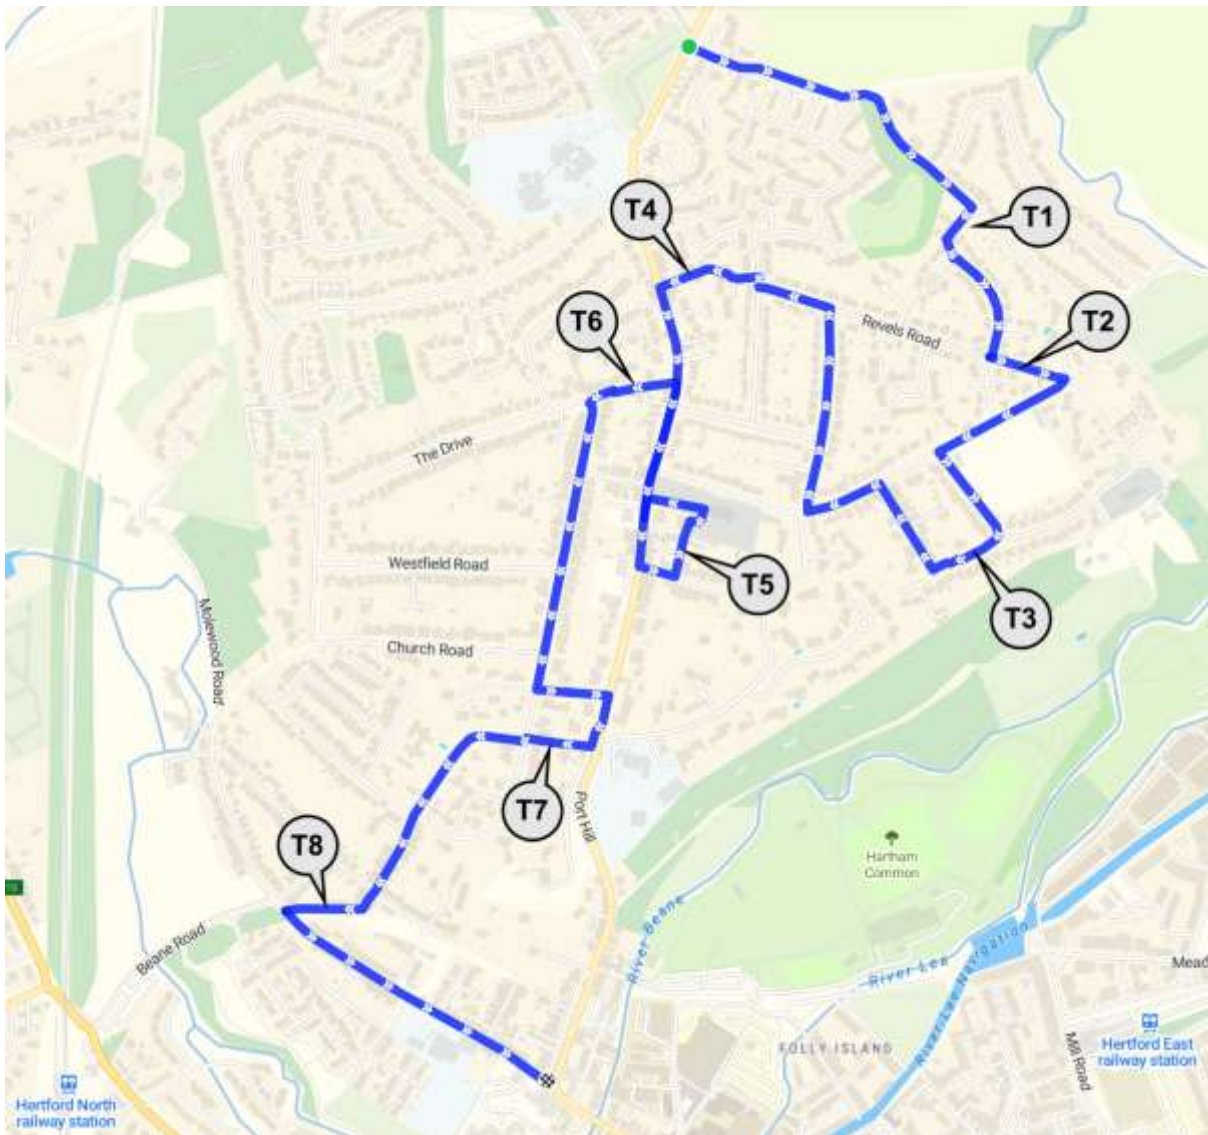 T4
T1
T6
Revels Road
T2
The Drive
Westfield Road
T5
T3
Church Road
Molewood Road
T7
Port Hill
T8
Hartham
Common
Beane Road
River Beane
River Lea
River Lee Navigation
Mead
FOLLY ISLAND
Mill Road
Hertford East
railway station
Hertford North
railway station